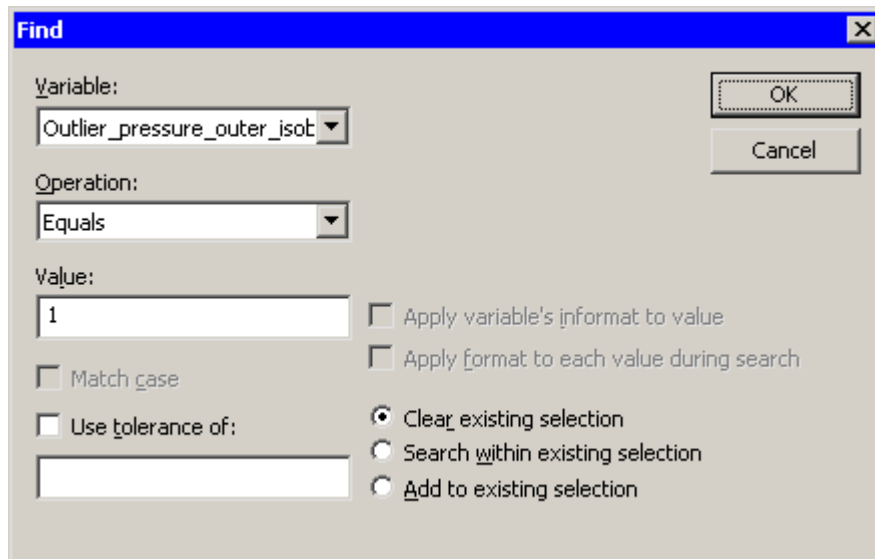 Find
Variable:
OK
Outlier_pressure_outer_isob
Cancel
Operation:
Equals
Value:
1
Apply variable's informat to value
Apply format to each value during search
Match case
Use tolerance of:
Clear existing selection
Search within existing selection
Add to existing selection